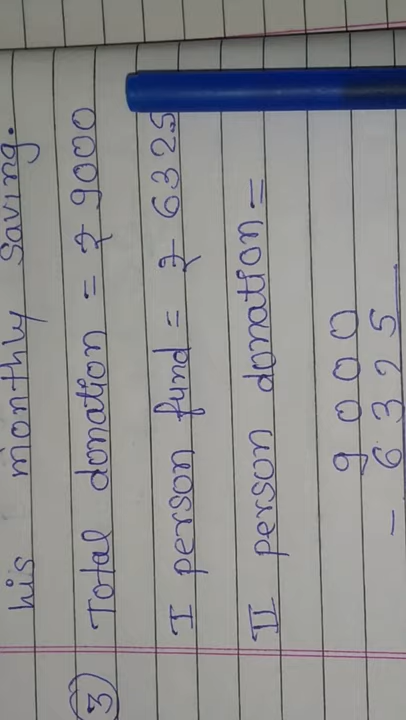 his monthly saving.
3 Total donation = ₹ 9000
I person fund = ₹ 6325
II person donation =
9000
- 6325